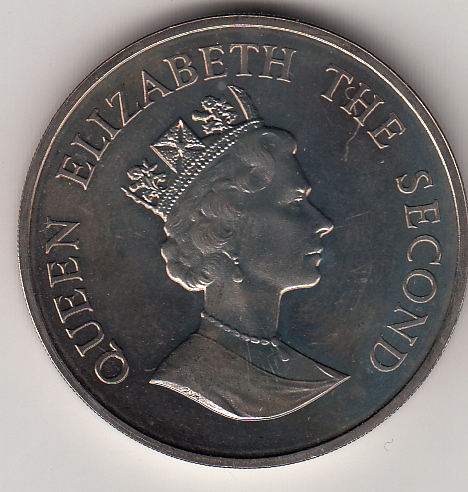 QUEEN ELIZABETH THE SECOND